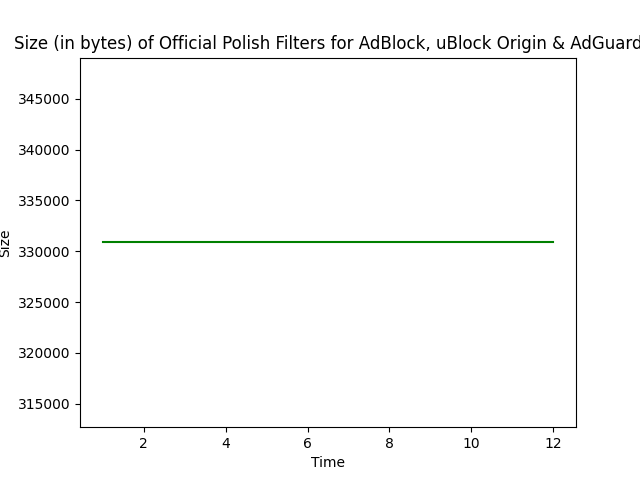 Size (in bytes) of Official Polish Filters for AdBlock, uBlock Origin & AdGuard
345000
340000
335000
330000
325000
320000
315000
Size
2 4 6 8 10 12
Time